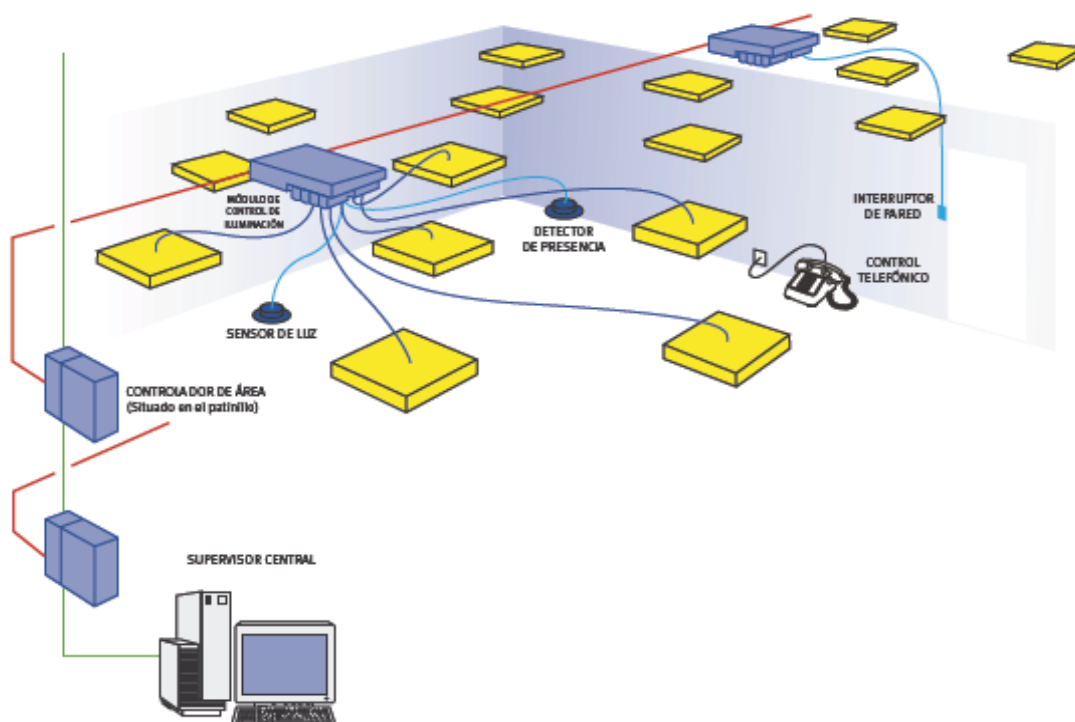 MÓDULO DE
CONTROL DE
ILUMINACIÓN
DETECTOR
DE PRESENCIA
INTERRUPTOR
DE PARED
CONTROL
TELEFÓNICO
SENSOR DE LUZ
CONTROLADOR DE ÁREA
(Situado en el patinillo)
SUPERVISOR CENTRAL